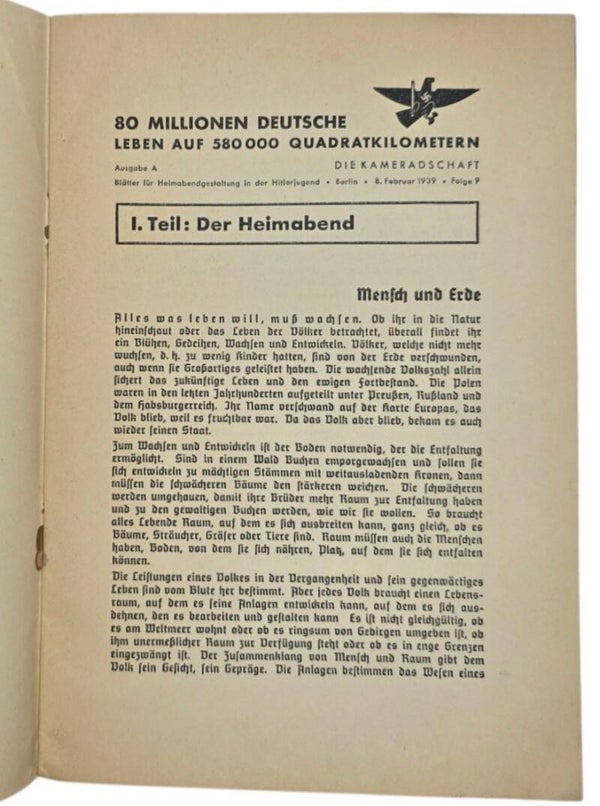 80 MILLIONEN DEUTSCHE
LEBEN AUF 580000 QUADRATKILOMETERN
DIE KAMERADSCHAFT
Ausgabe A
Blätter für Heimabendgestaltung in der Hitlerjugend • Berlin • 8. Februar 1939 • Folge 9
I. Teil: Der Heimabend
Mensch und Erde
Alles was leben will, muß wachsen. Ob ihr in die Natur
hineinschaut oder das Leben der Völker betrachtet, überall findet ihr
ein Blühen, Gedeihen, Wachsen und Entwickeln. Völker, welche nicht mehr
wuchsen, d. h. zu wenig Kinder hatten, sind von der Erde verschwunden,
auch wenn sie Großartiges geleistet haben. Die wachsende Volkszahl allein
sichert das zukünftige Leben und den ewigen Fortbestand. Die Polen
waren in den letzten Jahrhunderten aufgeteilt unter Preußen, Rußland und
dem Habsburgerreich. Ihr Name verschwand auf der Karte Europas, das
Volk blieb, weil es fruchtbar war. Da das Volk aber blieb, bekam es auch
wieder seinen Staat.
Zum Wachsen und Entwickeln ist der Boden notwendig, der die Entfaltung
ermöglicht. Sind in einem Wald Buchen emporgewachsen und sollen sie
sich entwickeln zu mächtigen Stämmen mit weitausladenden Kronen, dann
müssen die schwächeren Bäume den stärkeren weichen. Die schwächeren
werden umgehauen, damit ihre Brüder mehr Raum zur Entfaltung haben
und zu den gewaltigen Buchen werden, wie wir sie wollen. So braucht
alles Lebende Raum, auf dem es sich ausbreiten kann, ganz gleich, ob es
Bäume, Sträucher, Gräser oder Tiere sind. Raum müssen auch die Menschen
haben, Boden, von dem sie sich nähren, Platz, auf dem sie sich entfalten
können.
Die Leistungen eines Volkes in der Vergangenheit und sein gegenwärtiges
Leben sind vom Blute her bestimmt. Aber jedes Volk braucht einen Lebens-
raum, auf dem es seine Anlagen entwickeln kann, auf dem es sich aus-
dehnen, den es bearbeiten und gestalten kann Es ist nicht gleichgültig, ob
es am Weltmeer wohnt oder ob es ringsum von Gebirgen umgeben ist, ob
ihm unermeßlicher Raum zur Verfügung steht oder ob es in enge Grenzen
eingezwängt ist. Der Zusammenklang von Mensch und Raum gibt dem
Volk sein Gesicht, sein Gepräge. Die Anlagen bestimmen das Wesen eines